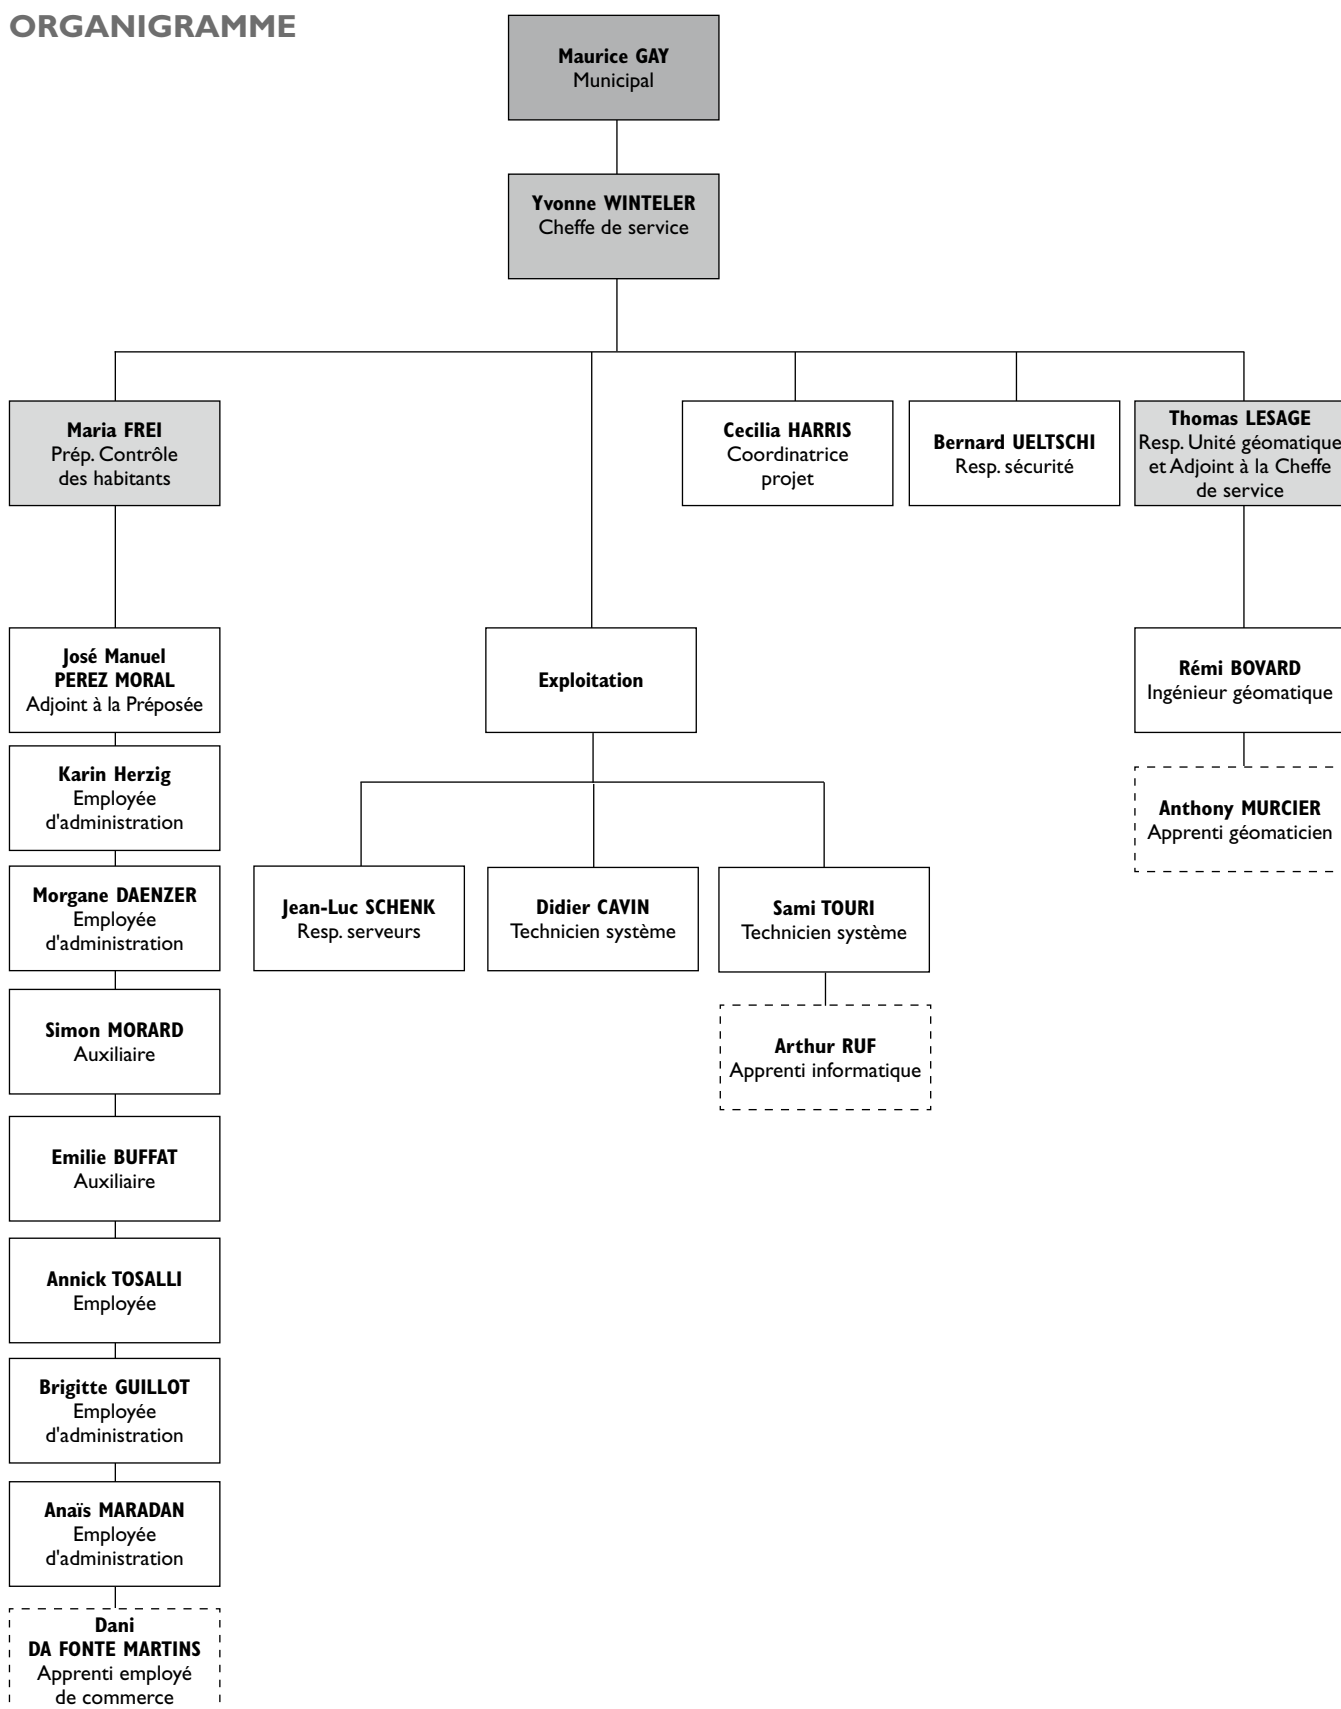 ORGANIGRAMME
Maurice GAY
Municipal
Yvonne WINTELER
Cheffe de service
Maria FREI
Prép. Contrôle
des habitants
Cecilia HARRIS
Coordinatrice
projet
Bernard UELTSCHI
Resp. sécurité
Thomas LESAGE
Resp. Unité géomatique
et Adjoint à la Cheffe
de service
José Manuel
PEREZ MORAL
Adjoint à la Préposée
Exploitation
Rémi BOVARD
Ingénieur géomatique
Karin Herzig
Employée
d'administration
Anthony MURCIER
Apprenti géomaticien
Morgane DAENZER
Employée
d'administration
Jean-Luc SCHENK
Resp. serveurs
Didier CAVIN
Technicien système
Sami TOURI
Technicien système
Simon MORARD
Auxiliaire
Arthur RUF
Apprenti informatique
Emilie BUFFAT
Auxiliaire
Annick TOSALLI
Employée
Brigitte GUILLOT
Employée
d'administration
Anaïs MARADAN
Employée
d'administration
Dani
DA FONTE MARTINS
Apprenti employé
de commerce